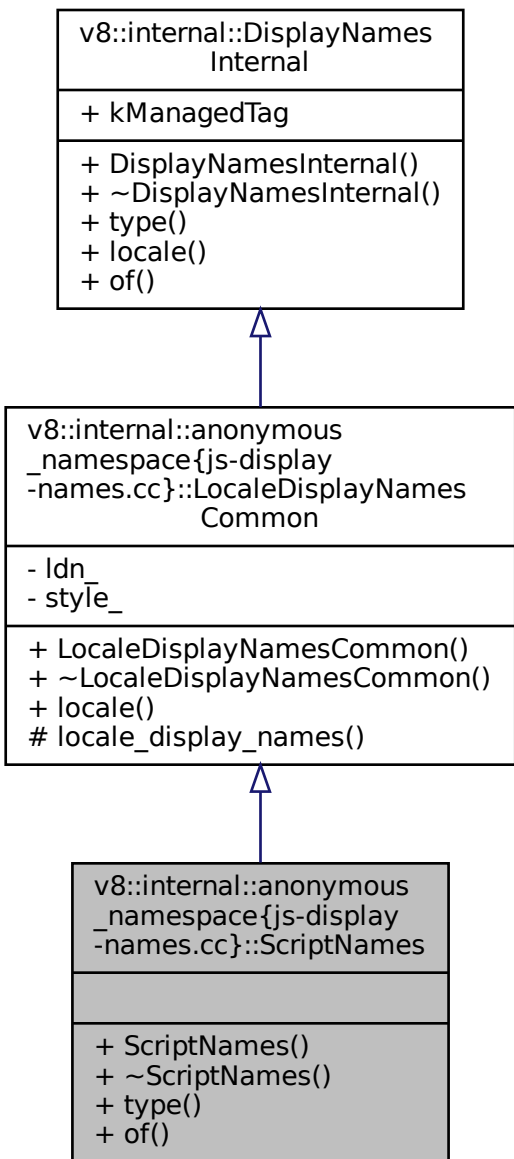 v8::internal::DisplayNames
Internal
+ kManagedTag
+ DisplayNamesInternal()
+ ~DisplayNamesInternal()
+ type()
+ locale()
+ of()
v8::internal::anonymous
_namespace{js-display
-names.cc}::LocaleDisplayNames
Common
- ldn_
- style_
+ LocaleDisplayNamesCommon()
+ ~LocaleDisplayNamesCommon()
+ locale()
# locale_display_names()
v8::internal::anonymous
_namespace{js-display
-names.cc}::ScriptNames
+ ScriptNames()
+ ~ScriptNames()
+ type()
+ of()